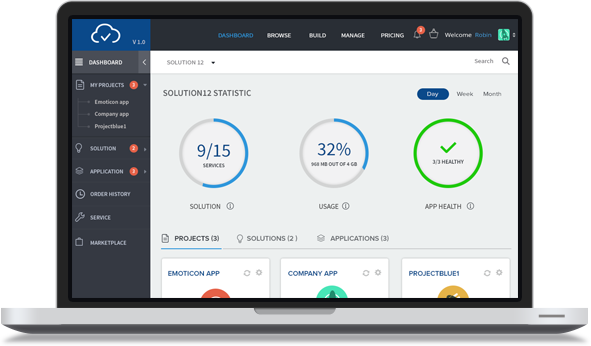 V 1.0
DASHBOARD BROWSE BUILD MANAGE PRICING 2 Welcome Robin
DASHBOARD
SOLUTION 12
Search
MY PROJECTS 3
Emoticon app
Company app
Projectblue1
SOLUTION 2
APPLICATION 3
ORDER HISTORY
SERVICE
MARKETPLACE
SOLUTION12 STATISTIC
Day Week Month
9/15
SERVICES
32%
968 MB OUT OF 4 GB
3/3 HEALTHY
SOLUTION
USAGE
APP HEALTH
PROJECTS (3) SOLUTIONS (2 ) APPLICATIONS (3)
EMOTICON APP COMPANY APP PROJECTBLUE1